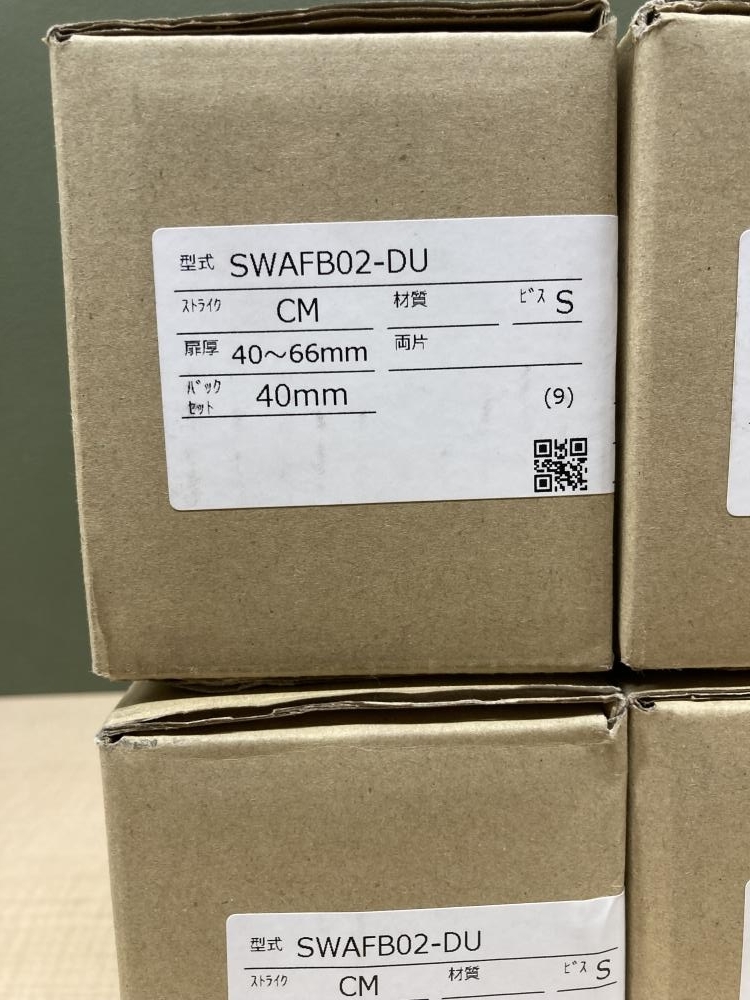 型式 SWAFB02-DU
ｽﾄﾗｲｸ CM 材質 ﾋﾞｽ S
扉厚 40～66mm 両片
ﾊﾞｯｸ
ｾｯﾄ 40mm (9)
型式 SWAFB02-DU
ｽﾄﾗｲｸ CM 材質 ﾋﾞｽ S